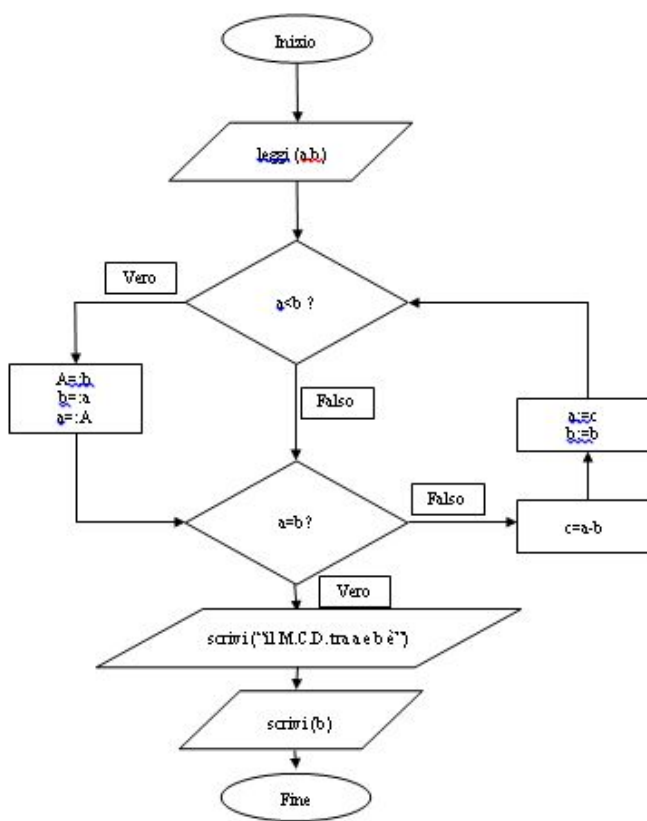 Inizio
leggi (a,b)
Vero
a<b ?
A=:b
b=:a
a=:A
Falso
a:=c
b:=b
a=b ?
Falso
c=a-b
Vero
scrivi ("il M.C.D. tra a e b è")
scrivi (b)
Fine